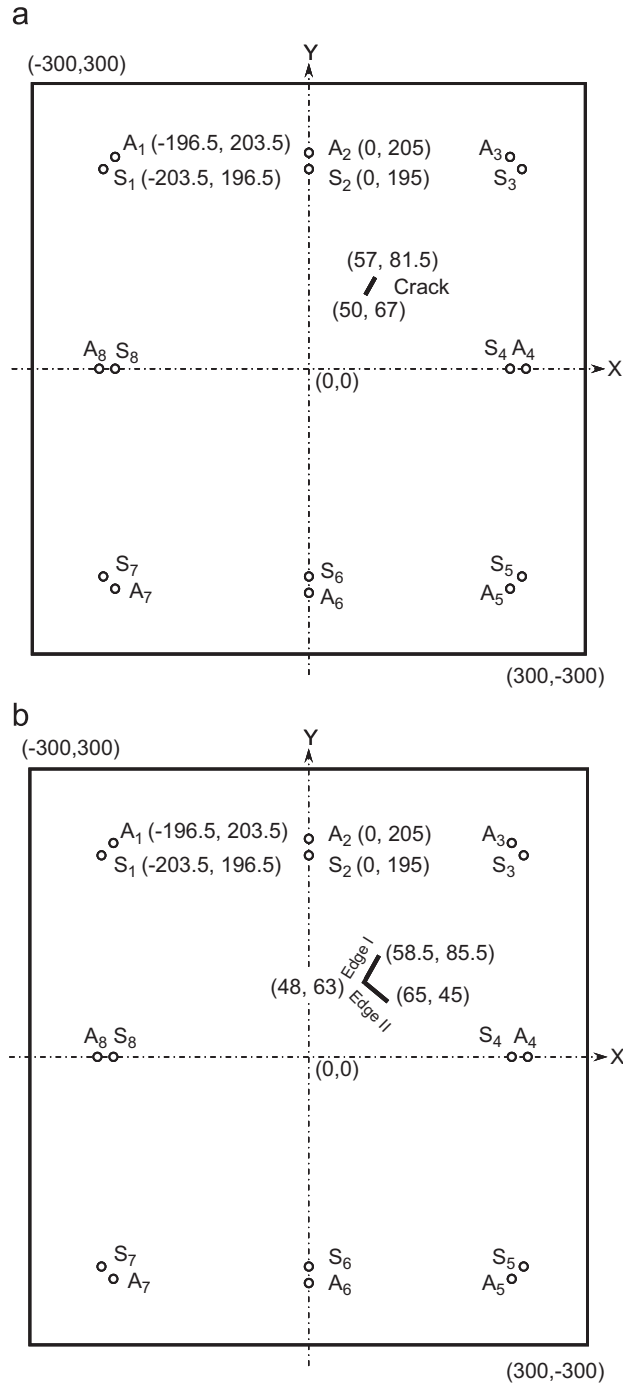 a
Y
(-300,300)
A1 (-196.5, 203.5) A2 (0, 205) A3
S1 (-203.5, 196.5) S2 (0, 195) S3
(57, 81.5)
Crack
(50, 67)
A8 S8 S4 A4
X
(0,0)
S7 S6 S5
A7 A6 A5
(300,-300)
b
Y
(-300,300)
A1 (-196.5, 203.5) A2 (0, 205) A3
S1 (-203.5, 196.5) S2 (0, 195) S3
Edge I (58.5, 85.5)
(48, 63) (65, 45)
Edge II
A8 S8 S4 A4
X
(0,0)
S7 S6 S5
A7 A6 A5
(300,-300)